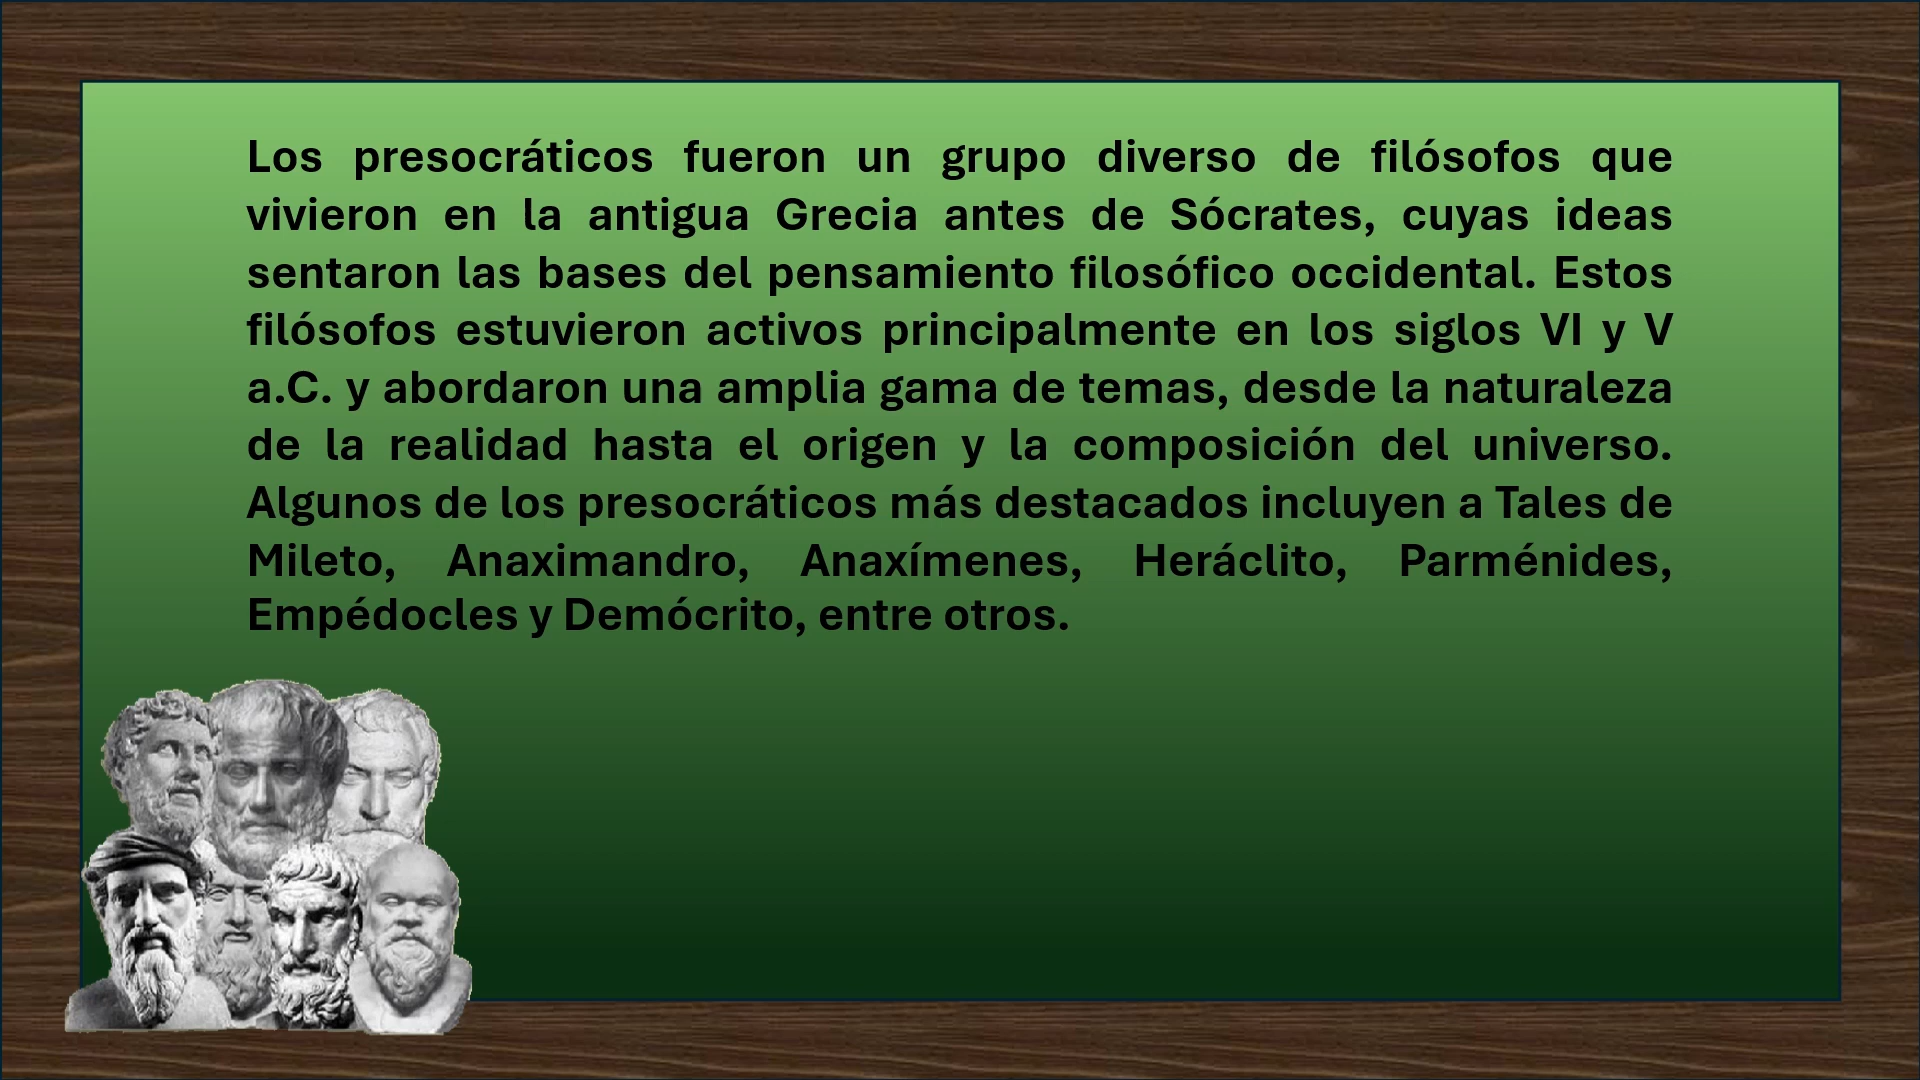 Los presocráticos fueron un grupo diverso de filósofos que
vivieron en la antigua Grecia antes de Sócrates, cuyas ideas
sentaron las bases del pensamiento filosófico occidental. Estos
filósofos estuvieron activos principalmente en los siglos VI y V
a.C. y abordaron una amplia gama de temas, desde la naturaleza
de la realidad hasta el origen y la composición del universo.
Algunos de los presocráticos más destacados incluyen a Tales de
Mileto, Anaximandro, Anaxímenes, Heráclito, Parménides,
Empédocles y Demócrito, entre otros.